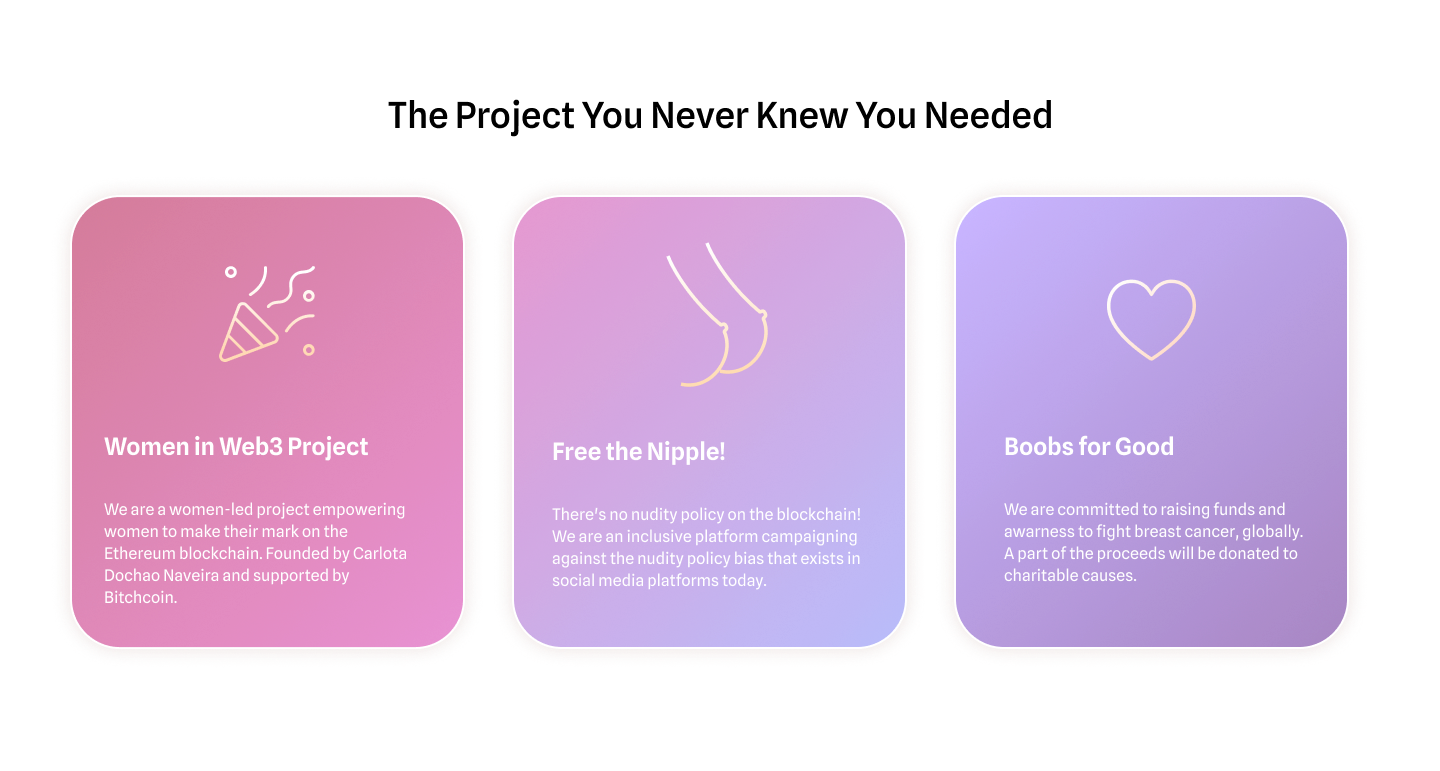 The Project You Never Knew You Needed
Women in Web3 Project
We are a women-led project empowering
women to make their mark on the
Ethereum blockchain. Founded by Carlota
Dochao Naveira and supported by
Bitchcoin.
Free the Nipple!
There's no nudity policy on the blockchain!
We are an inclusive platform campaigning
against the nudity policy bias that exists in
social media platforms today.
Boobs for Good
We are committed to raising funds and
awarness to fight breast cancer, globally.
A part of the proceeds will be donated to
charitable causes.